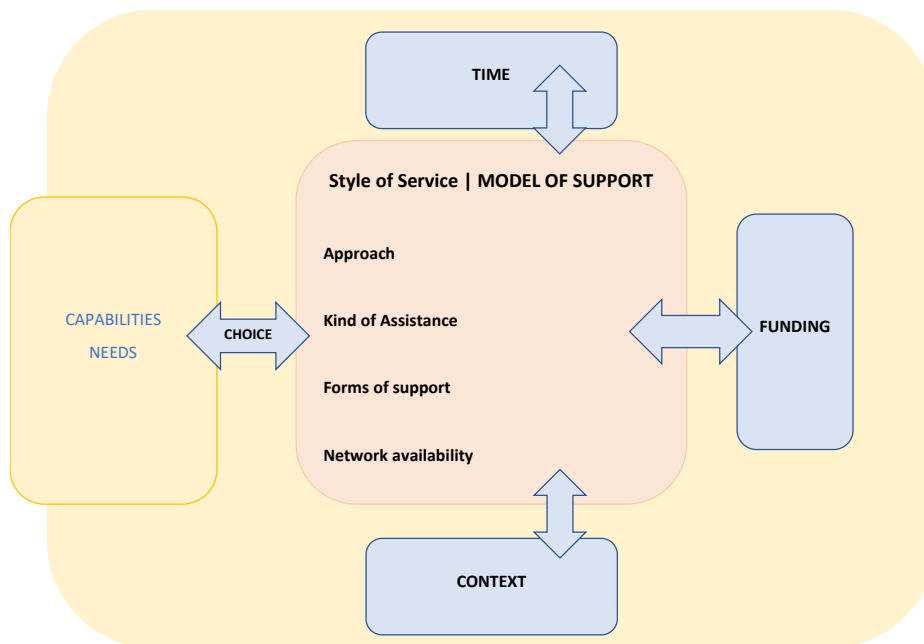 TIME
Style of Service | MODEL OF SUPPORT
Approach
CAPABILITIES
NEEDS
CHOICE
Kind of Assistance
FUNDING
Forms of support
Network availability
CONTEXT